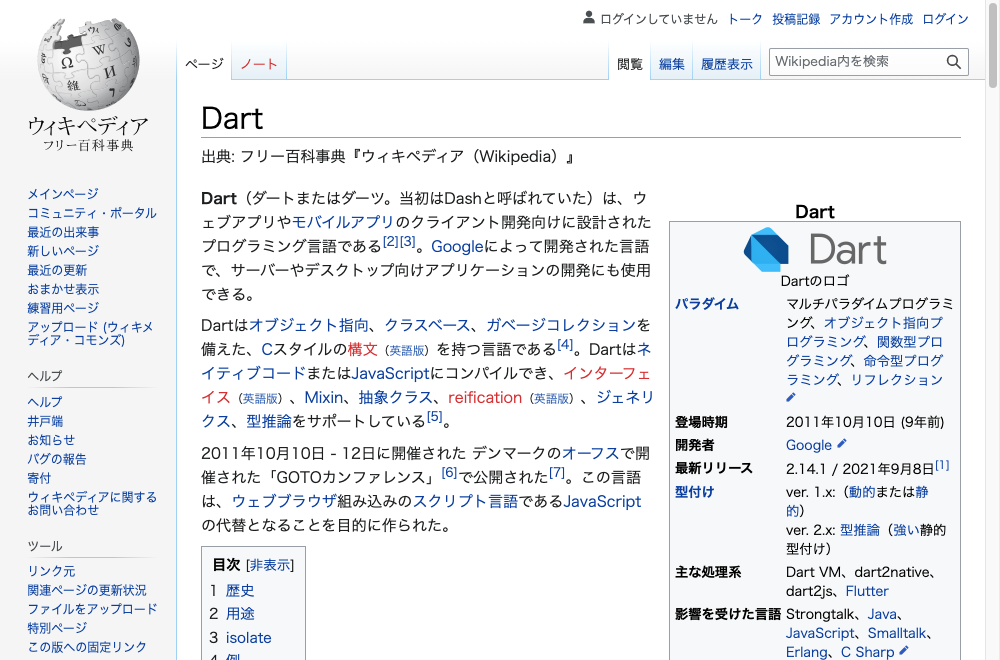 ログインしていません トーク 投稿記録 アカウント作成 ログイン
ページ ノート 閲覧 編集 履歴表示 Wikipedia内を検索
ウィキペディア
フリー百科事典
メインページ
コミュニティ・ポータル
最近の出来事
新しいページ
最近の更新
おまかせ表示
練習用ページ
アップロード (ウィキメ
ディア・コモンズ)
ヘルプ
ヘルプ
井戸端
お知らせ
バグの報告
寄付
ウィキペディアに関する
お問い合わせ
ツール
リンク元
関連ページの更新状況
ファイルをアップロード
特別ページ
この版への固定リンク
Dart
出典: フリー百科事典『ウィキペディア（Wikipedia）』
Dart（ダートまたはダーツ。当初はDashと呼ばれていた）は、ウ
ェブアプリやモバイルアプリのクライアント開発向けに設計された
プログラミング言語である[2][3]。Googleによって開発された言語
で、サーバーやデスクトップ向けアプリケーションの開発にも使用
できる。
Dartはオブジェクト指向、クラスベース、ガベージコレクションを
備えた、Cスタイルの構文（英語版）を持つ言語である[4]。Dartはネ
イティブコードまたはJavaScriptにコンパイルでき、インターフェ
イス（英語版）、Mixin、抽象クラス、reification（英語版）、ジェネリ
クス、型推論をサポートしている[5]。
2011年10月10日 - 12日に開催された デンマークのオーフスで開
催された「GOTOカンファレンス」[6]で公開された[7]。この言語
は、ウェブブラウザ組み込みのスクリプト言語であるJavaScript
の代替となることを目的に作られた。
目次 [非表示]
1 歴史
2 用途
3 isolate
4 例
Dart
Dart
Dartのロゴ
パラダイム マルチパラダイムプログラミ
ング、オブジェクト指向プ
ログラミング、関数型プロ
グラミング、命令型プログ
ラミング、リフレクション
登場時期 2011年10月10日 (9年前)
開発者 Google
最新リリース 2.14.1 / 2021年9月8日[1]
型付け ver. 1.x:（動的または静
的）
ver. 2.x: 型推論（強い静的
型付け）
主な処理系 Dart VM、dart2native、
dart2js、Flutter
影響を受けた言語 Strongtalk、Java、
JavaScript、Smalltalk、
Erlang、C Sharp